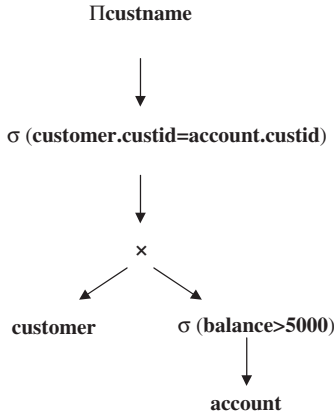 Πcustname
σ (customer.custid=account.custid)
×
customer
σ (balance>5000)
account